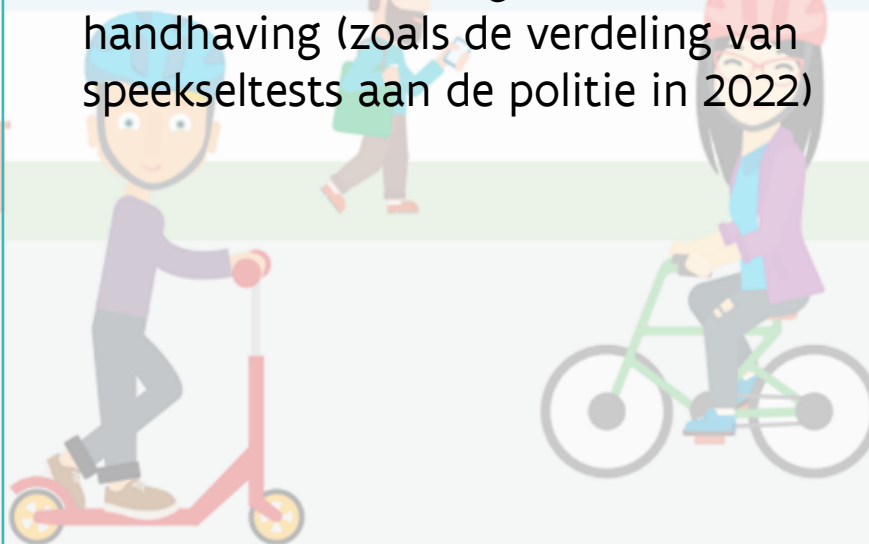 handhaving (zoals de verdeling van
speekseltests aan de politie in 2022)